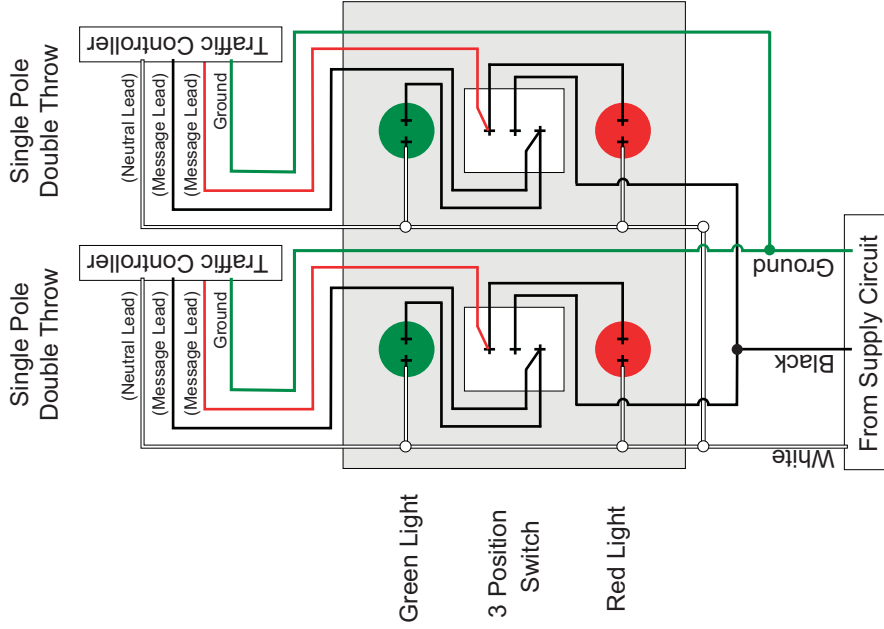 Single Pole
Double Throw
Traffic Controller
(Neutral Lead)
(Message Lead)
(Message Lead)
Ground
Single Pole
Double Throw
Traffic Controller
(Neutral Lead)
(Message Lead)
(Message Lead)
Ground
Green Light
3 Position
Switch
Red Light
Ground
Black
White
From Supply Circuit